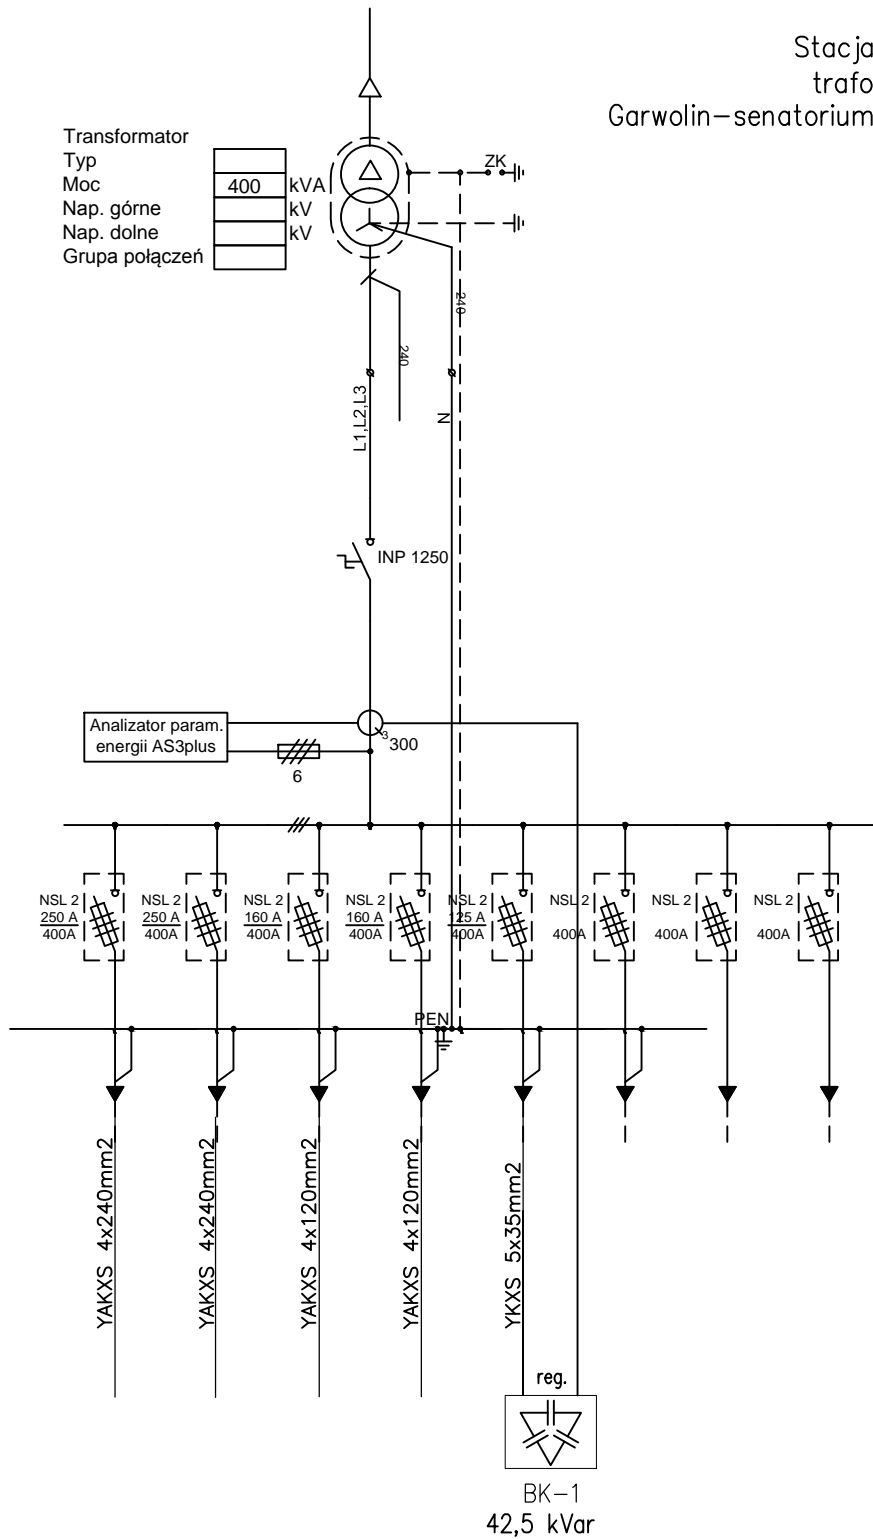 Stacja
trafo
Garwolin-senatorium
Transformator
Typ
Moc 400 kVA
Nap. górne kV
Nap. dolne kV
Grupa połączeń
ZK
240
240
L1,L2,L3
N
INP 1250
Analizator param.
energii AS3plus
3
300
6
NSL 2
250 A
400A
NSL 2
250 A
400A
NSL 2
160 A
400A
NSL 2
160 A
400A
NSL 2
125 A
400A
NSL 2
400A
NSL 2
400A
NSL 2
400A
PEN
YAKXS 4x240mm2
YAKXS 4x240mm2
YAKXS 4x120mm2
YAKXS 4x120mm2
YKXS 5x35mm2
reg.
BK-1
42,5 kVar